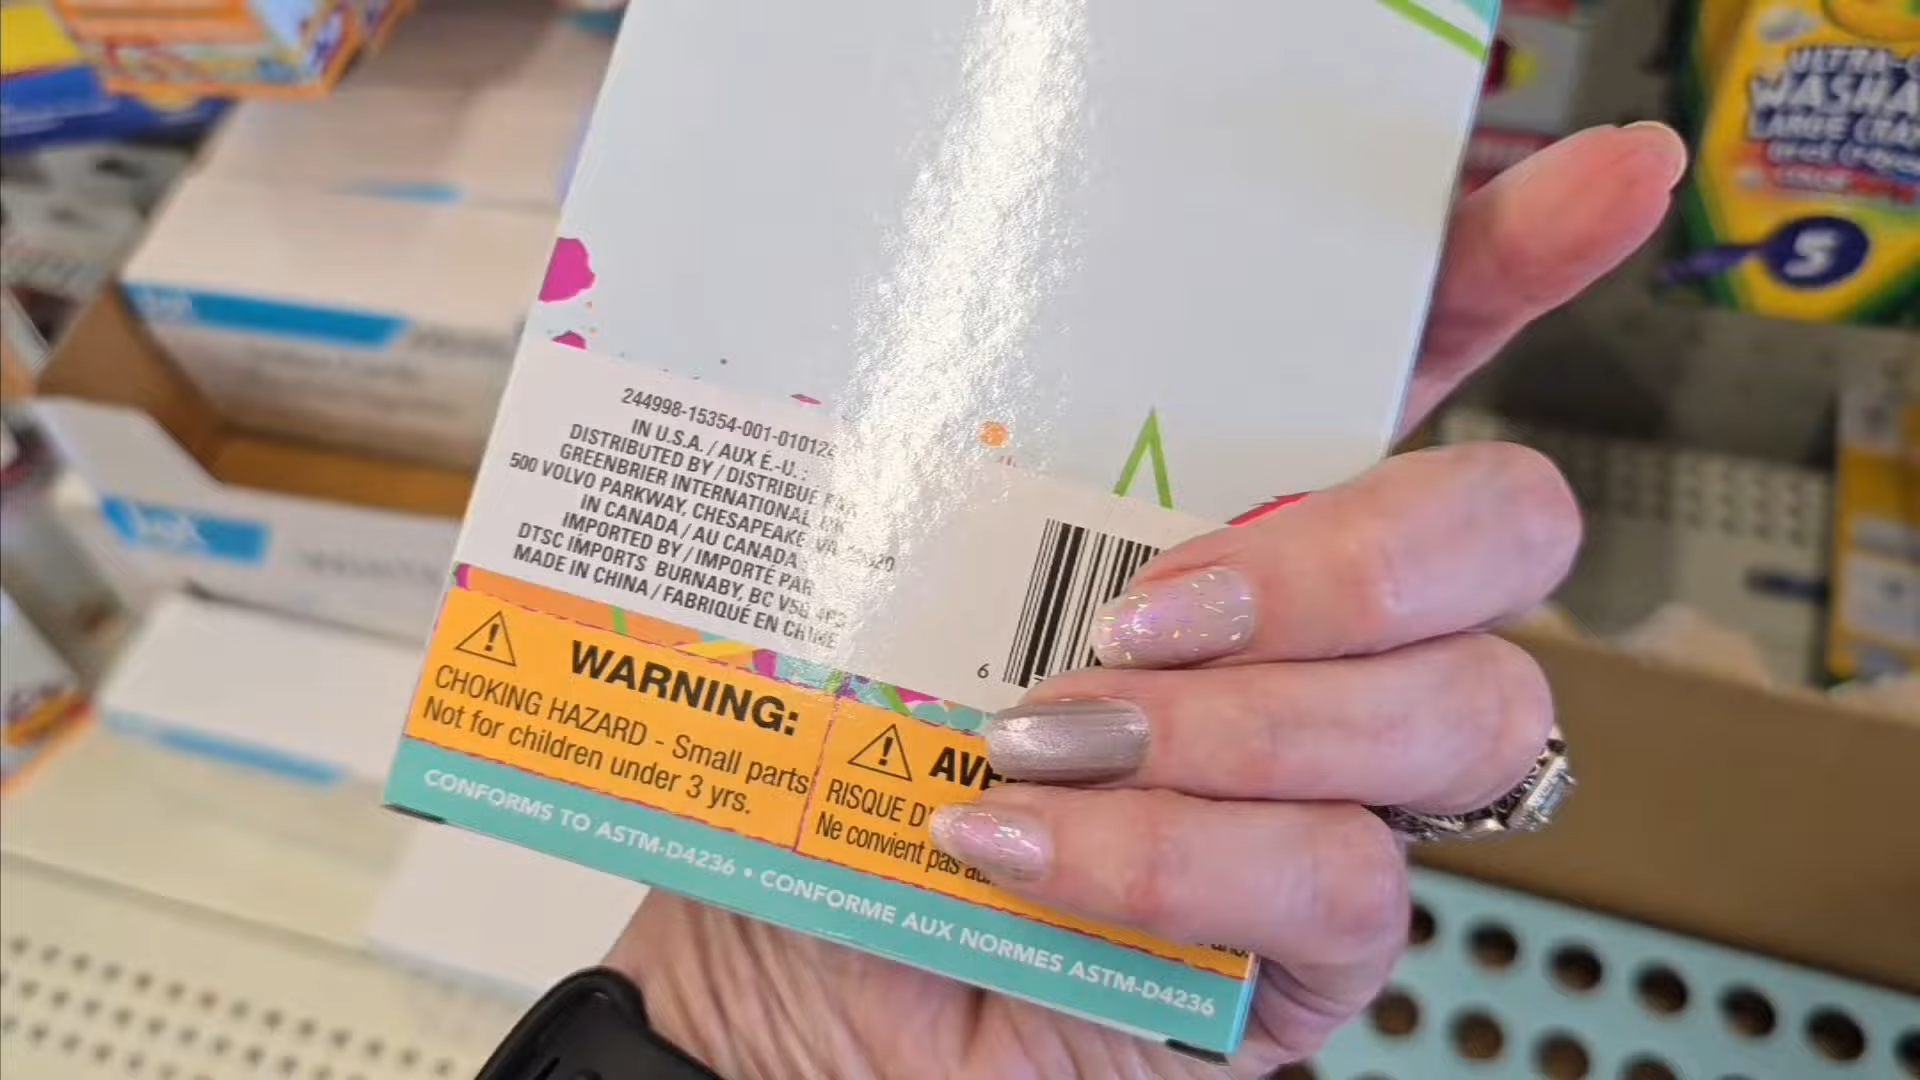 244998-15354-001-010124
IN U.S.A. / AUX É.-U. :
DISTRIBUTED BY / DISTRIBUÉ PAR
GREENBRIER INTERNATIONAL,
500 VOLVO PARKWAY, CHESAPEAKE, VA
IN CANADA / AU CANADA
IMPORTED BY / IMPORTÉ PAR
DTSC IMPORTS BURNABY, BC
MADE IN CHINA / FABRIQUÉ EN CHINE
6
WARNING:
CHOKING HAZARD - Small parts
Not for children under 3 yrs.
RISQUE
Ne convient pas
CONFORMS TO ASTM-D4236 • CONFORME AUX NORMES ASTM-D4236
LARGE
5